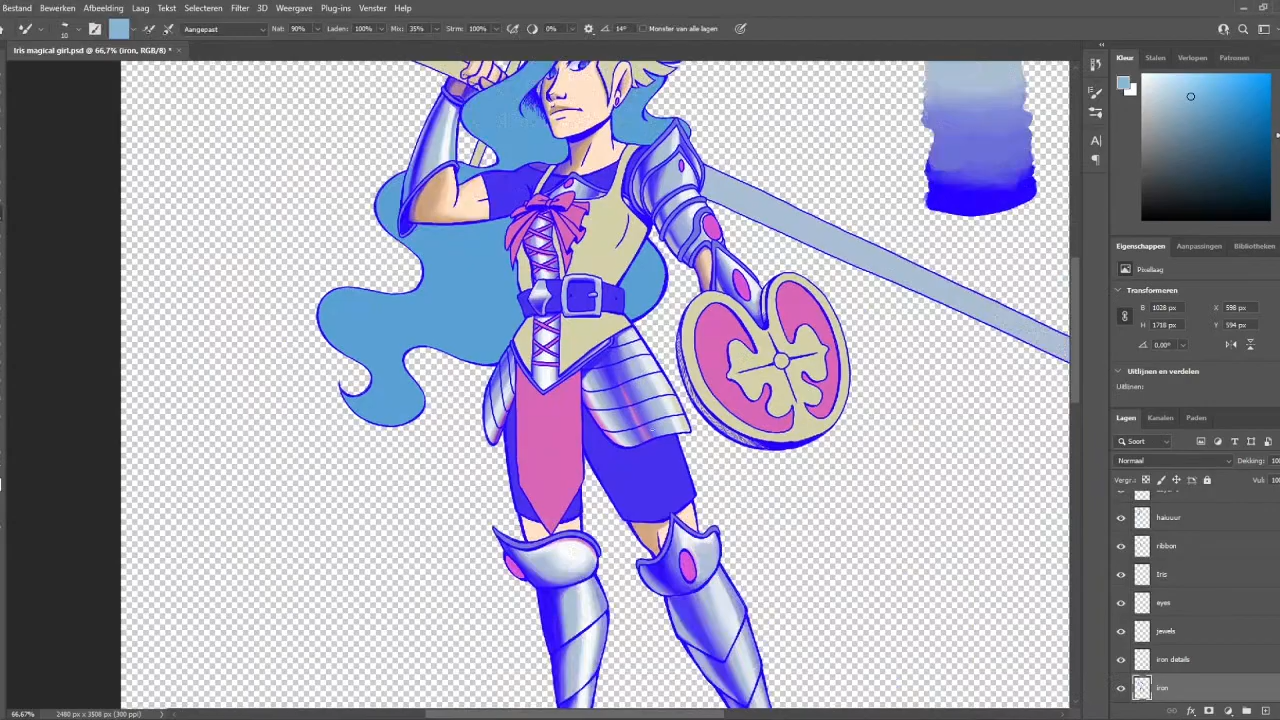 Bestand Bewerken Afbeelding Laag Tekst Selecteren Filter 3D Weergave Plug-ins Venster Help
10 Aangepast Nat: 90% Laden: 100% Mix: 35% Strm: 100% 0% 14° Monster van alle lagen
Iris magical girl.psd @ 66,7% (iron, RGB/8) * ×
Kleur Stalen Verlopen Patronen
Eigenschappen Aanpassingen Bibliotheken
Pixellaag
Transformeren
B 1028 px X 598 px
H 1718 px Y 594 px
0,00°
Uitlijnen en verdelen
Uitlijnen:
Lagen Kanalen Paden
Soort
Normaal Dekking: 10
Vergr.: Vul: 10
haiuuur
ribbon
Iris
eyes
jewels
iron details
iron
66.67% 2480 px x 3508 px (300 ppi)